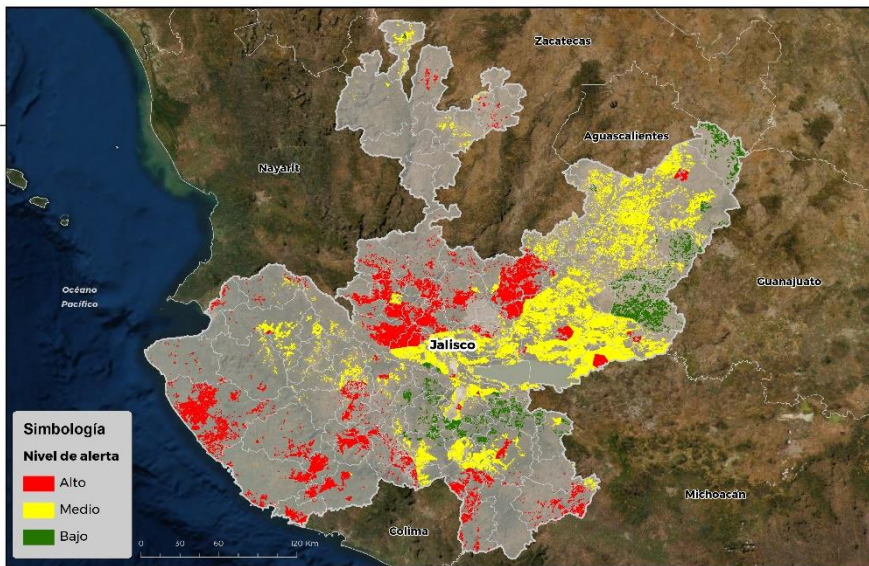 Zacatecas
Aguascalientes
Nayarit
Guanajuato
Océano
Pacífico
Jalisco
Simbología
Nivel de alerta
Alto
Medio
Bajo
Michoacán
Colima
0 30 60 120 Km